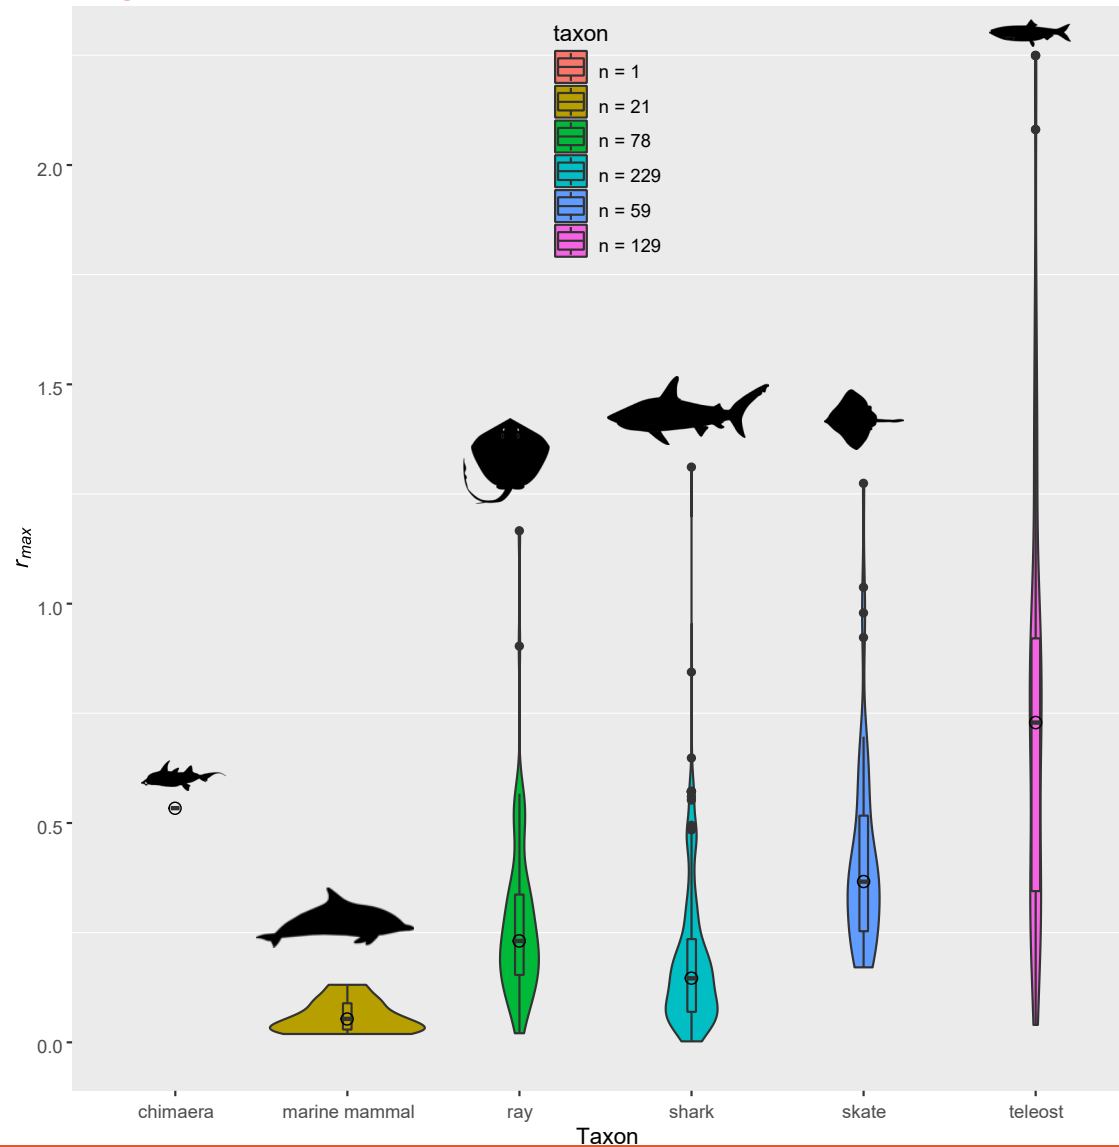 taxon
n = 1
n = 21
n = 78
n = 229
n = 59
n = 129
2.0
1.5
1.0
0.5
0.0
rmax
chimaera marine mammal ray shark skate teleost
Taxon